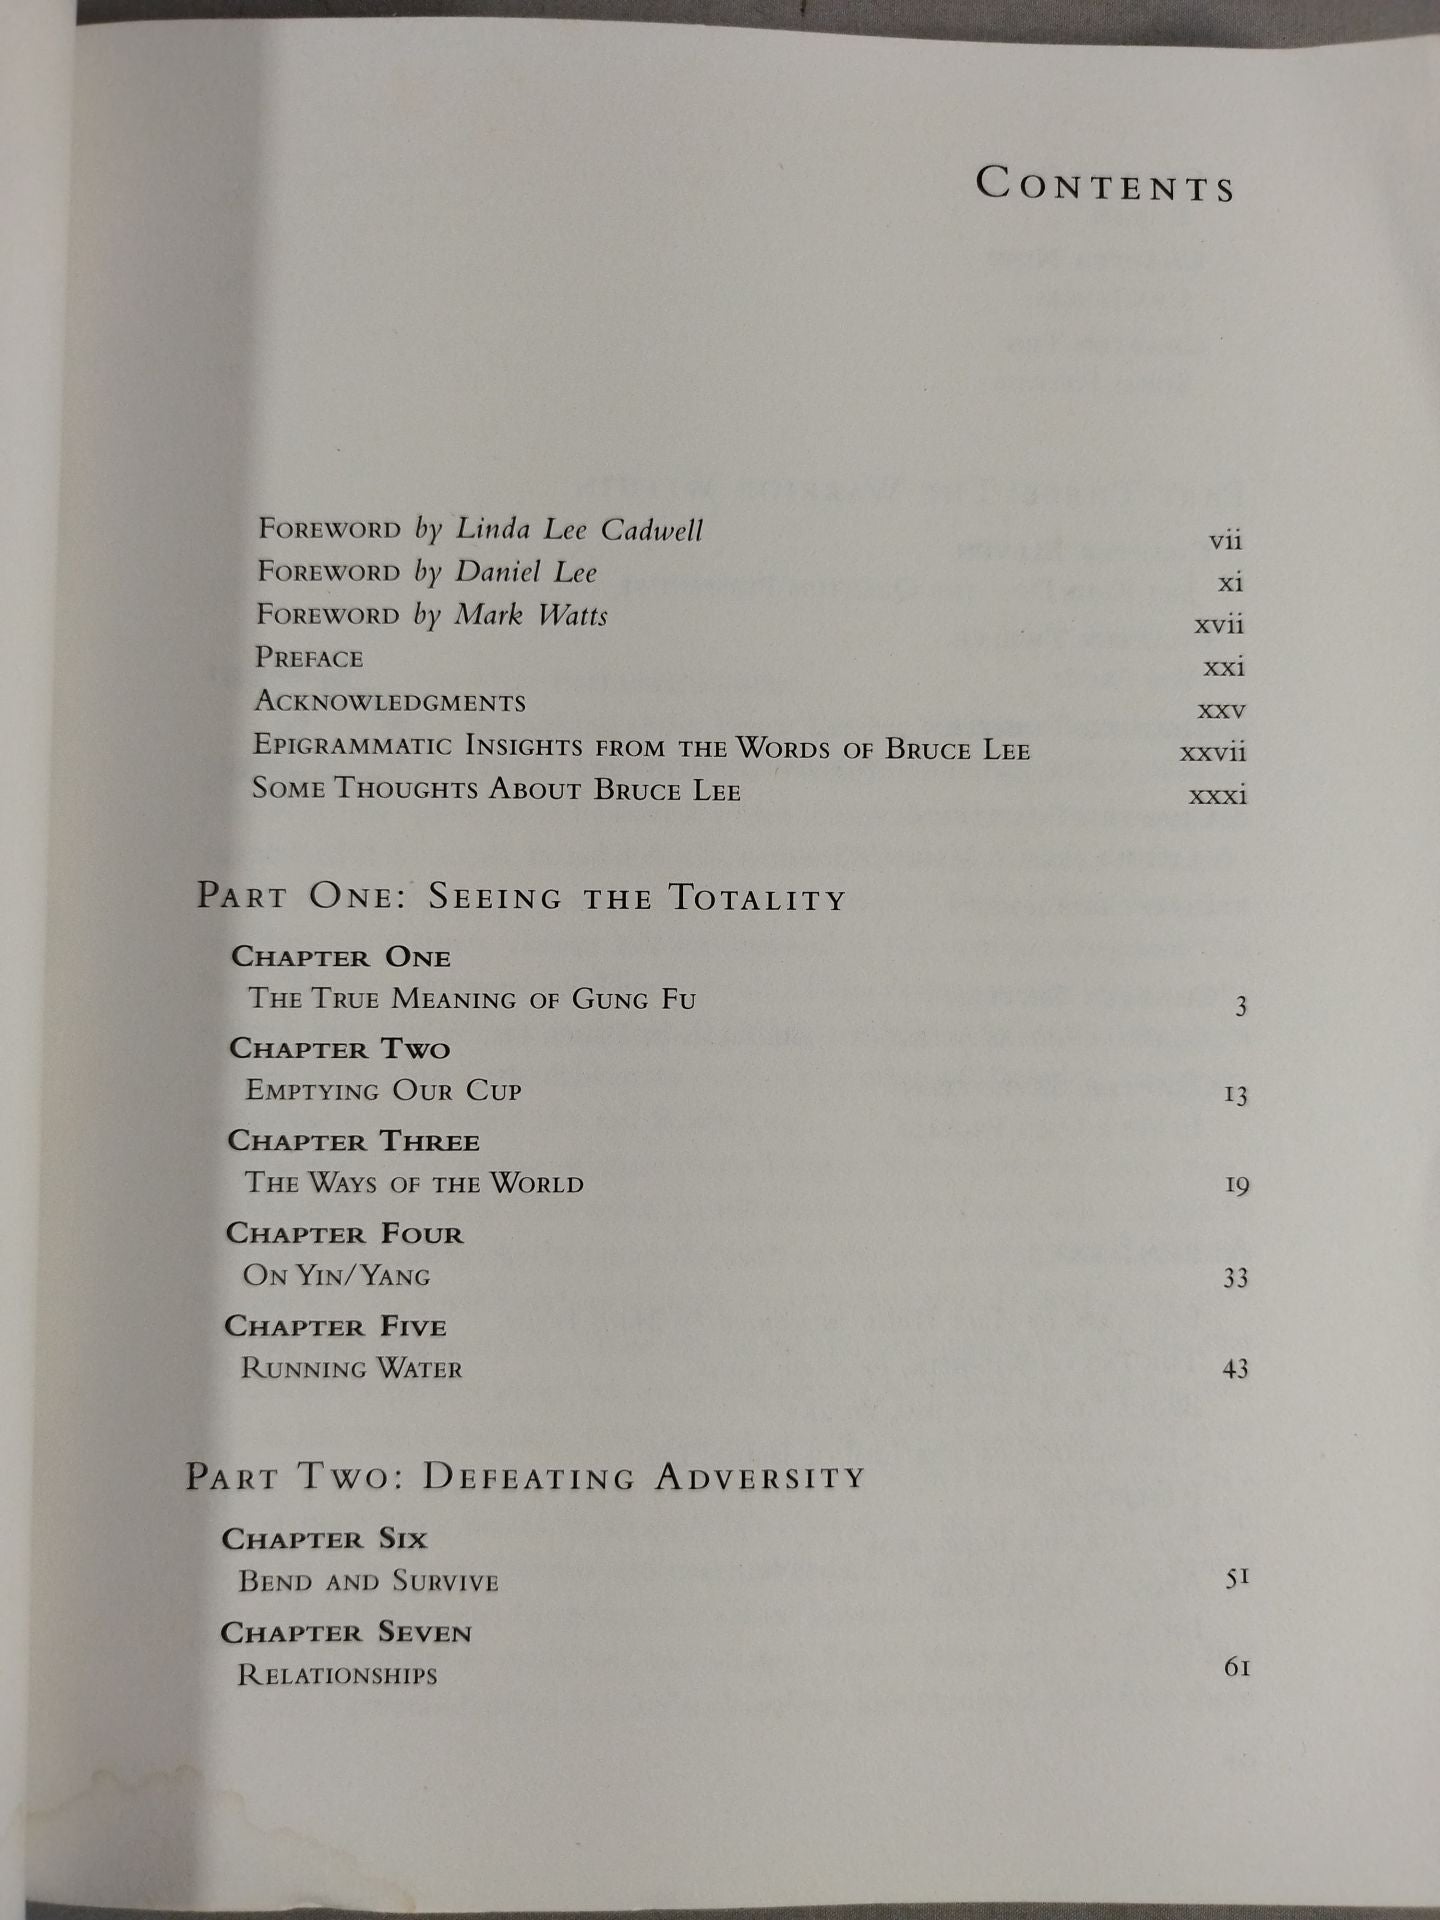 Contents
Foreword by Linda Lee Cadwell vii
Foreword by Daniel Lee xi
Foreword by Mark Watts xvii
Preface xxi
Acknowledgments xxv
Epigrammatic Insights from the Words of Bruce Lee xxvii
Some Thoughts About Bruce Lee xxxi
Part One: Seeing the Totality
Chapter One
The True Meaning of Gung Fu 3
Chapter Two
Emptying Our Cup 13
Chapter Three
The Ways of the World 19
Chapter Four
On Yin/Yang 33
Chapter Five
Running Water 43
Part Two: Defeating Adversity
Chapter Six
Bend and Survive 51
Chapter Seven
Relationships 61